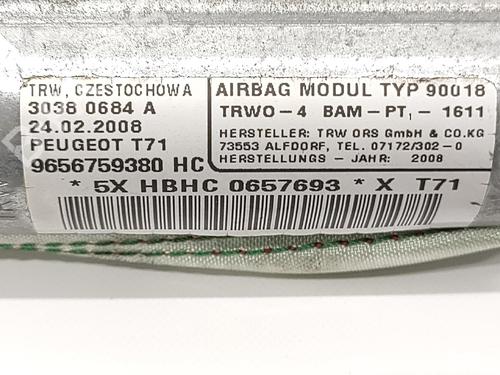 TRW, CZESTOCHOWA
3038 0684 A
24.02.2008
PEUGEOT T71
9656759380 HC
AIRBAG MODUL TYP 90018
TRWO-4 BAM-PT, - 1611
HERSTELLER: TRW ORS GmbH & CO.KG
73553 ALFDORF, TEL. 07172/302-0
HERSTELLUNGS - JAHR: 2008
* 5X HBHC 0657693 * X T71